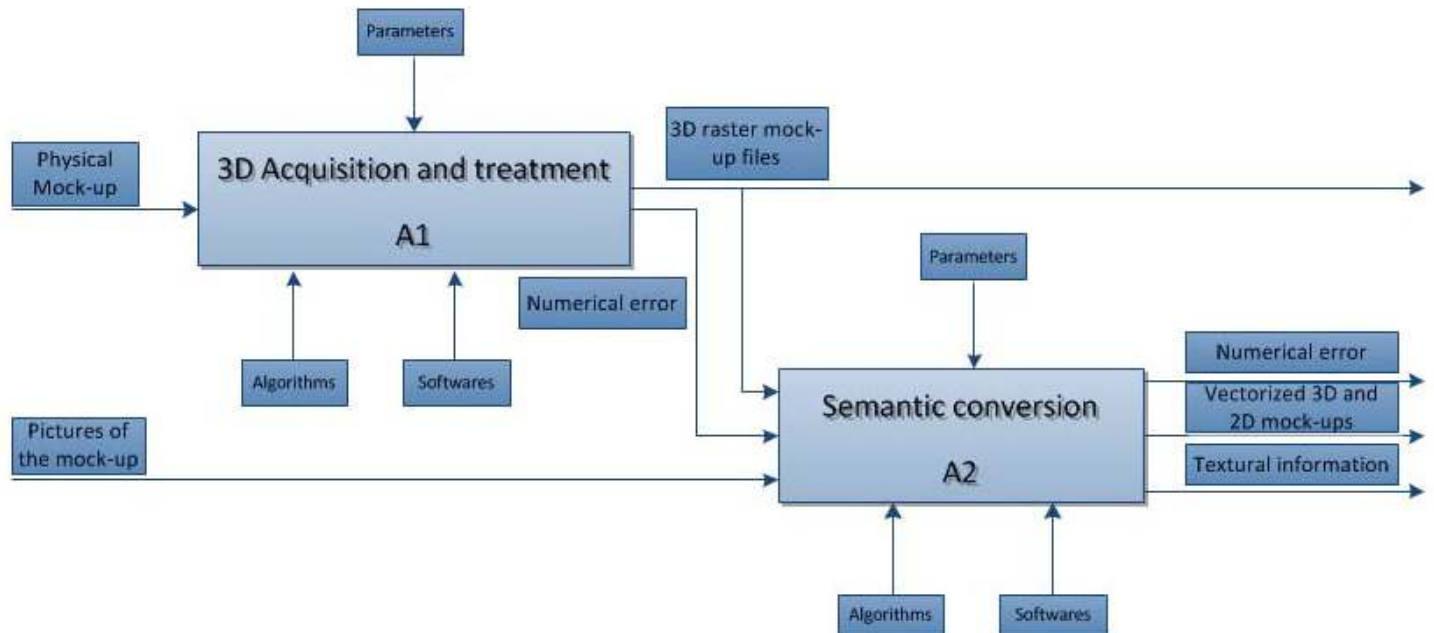 Parameters
Physical
Mock-up
3D Acquisition and treatment
A1
3D raster mock-
up files
Numerical error
Algorithms
Softwares
Parameters
Pictures of
the mock-up
Semantic conversion
A2
Numerical error
Vectorized 3D and
2D mock-ups
Textural information
Algorithms
Softwares